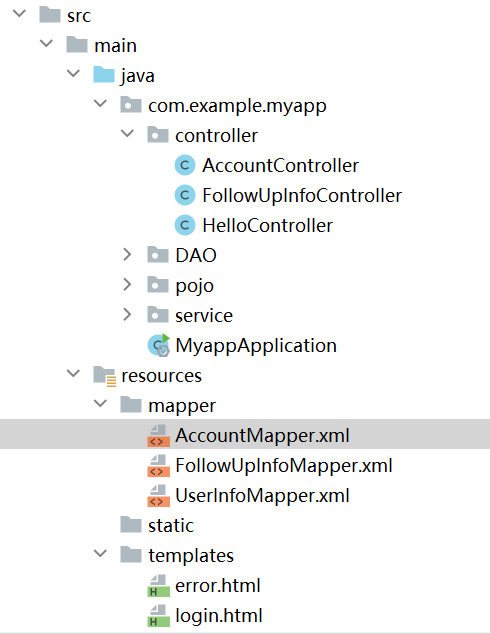 src
main
java
com.example.myapp
controller
AccountController
FollowUpInfoController
HelloController
DAO
pojo
service
MyappApplication
resources
mapper
AccountMapper.xml
FollowUpInfoMapper.xml
UserInfoMapper.xml
static
templates
error.html
login.html